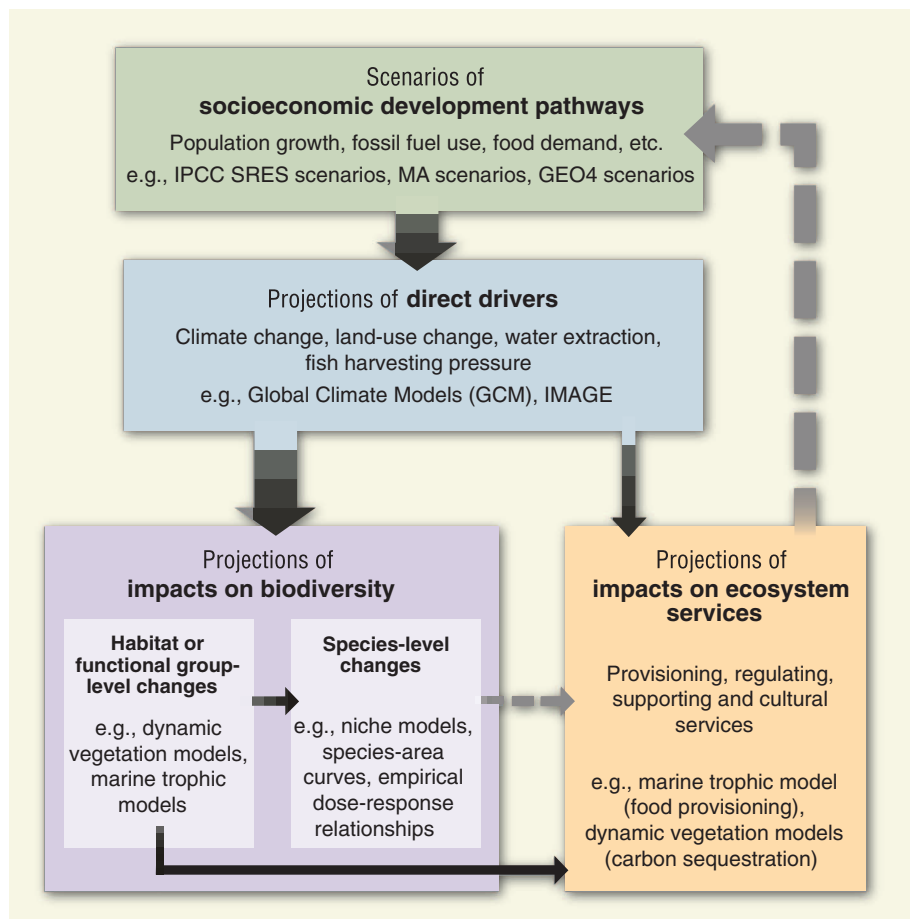 Scenarios of
socioeconomic development pathways
Population growth, fossil fuel use, food demand, etc.
e.g., IPCC SRES scenarios, MA scenarios, GEO4 scenarios
Projections of direct drivers
Climate change, land-use change, water extraction,
fish harvesting pressure
e.g., Global Climate Models (GCM), IMAGE
Projections of
impacts on biodiversity
Habitat or
functional group-
level changes
e.g., dynamic
vegetation models,
marine trophic
models
Species-level
changes
e.g., niche models,
species-area
curves, empirical
dose-response
relationships
Projections of
impacts on ecosystem
services
Provisioning, regulating,
supporting and cultural
services
e.g., marine trophic model
(food provisioning),
dynamic vegetation models
(carbon sequestration)